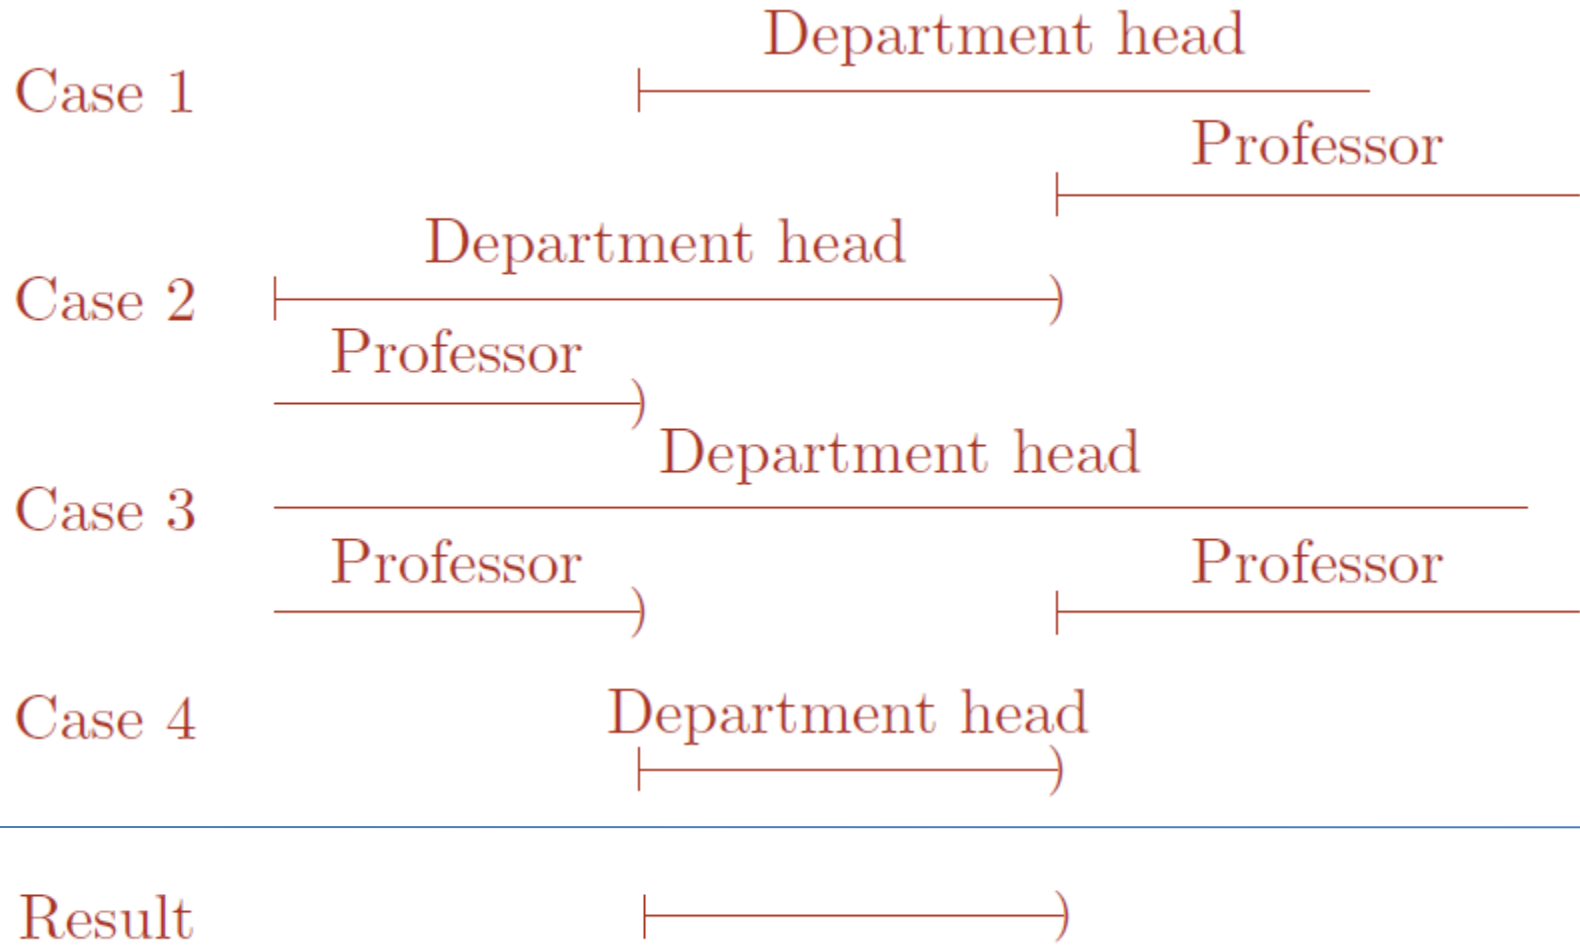 Department head
Case 1
Professor
Department head
Case 2
Professor
Department head
Case 3
Professor Professor
Department head
Case 4
Result